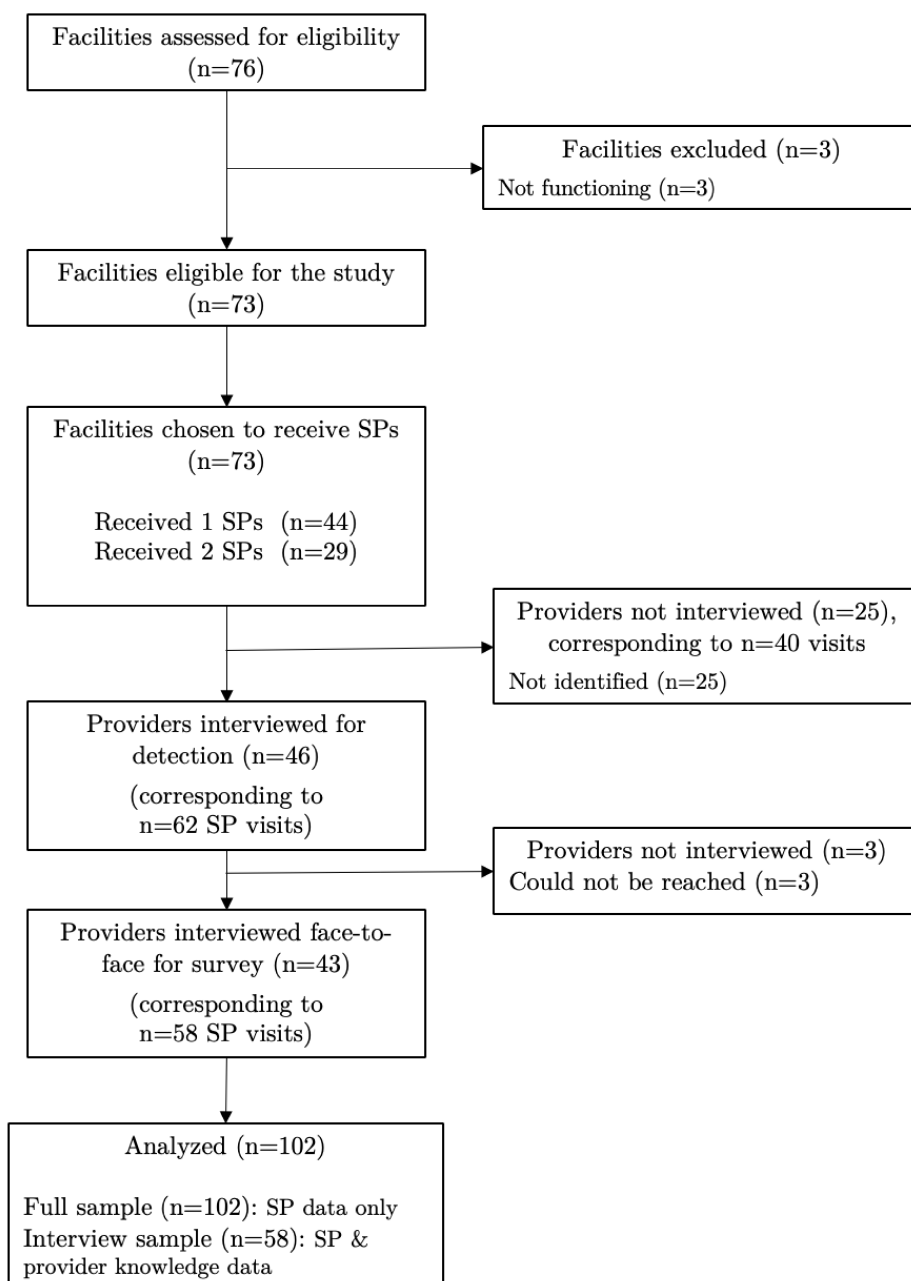 Facilities assessed for eligibility
(n=76)
Facilities excluded (n=3)
Not functioning (n=3)
Facilities eligible for the study
(n=73)
Facilities chosen to receive SPs
(n=73)
Received 1 SPs (n=44)
Received 2 SPs (n=29)
Providers not interviewed (n=25),
corresponding to n=40 visits
Not identified (n=25)
Providers interviewed for
detection (n=46)
(corresponding to
n=62 SP visits)
Providers not interviewed (n=3)
Could not be reached (n=3)
Providers interviewed face-to-
face for survey (n=43)
(corresponding to
n=58 SP visits)
Analyzed (n=102)
Full sample (n=102): SP data only
Interview sample (n=58): SP &
provider knowledge data